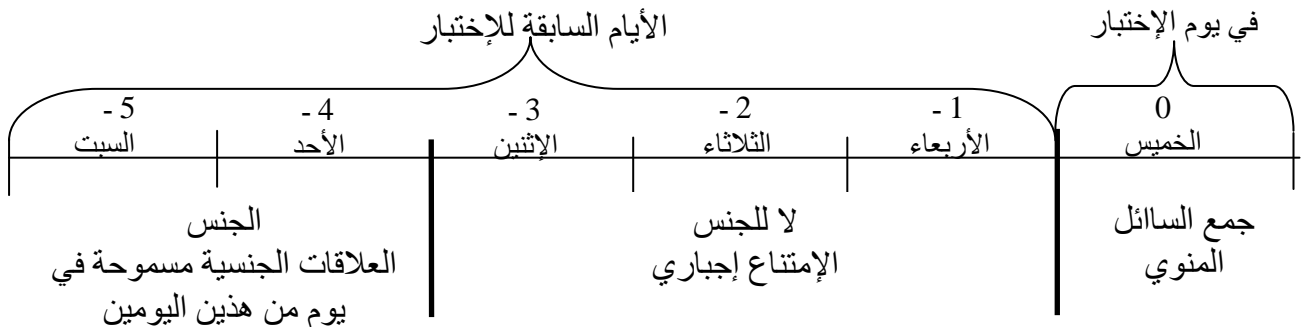 في يوم الإختبار
الأيام السابقة للإختبار
0
- 1
- 2
- 3
- 4
- 5
الخميس
الأربعاء
الثلاثاء
الإثنين
الأحد
السبت
جمع الساائل
المنوي
لا للجنس
الإمتناع إجباري
الجنس
العلاقات الجنسية مسموحة في
يوم من هذين اليومين